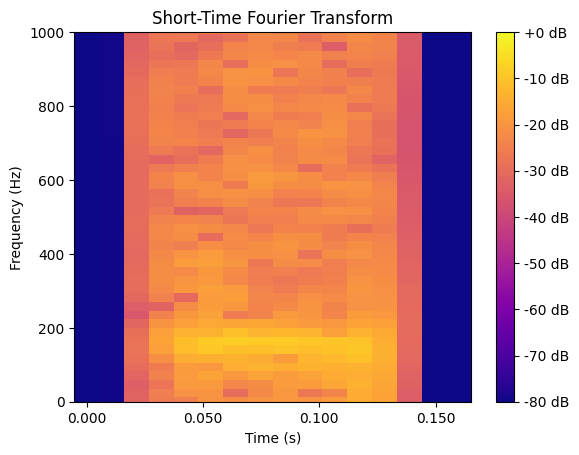 Short-Time Fourier Transform
Frequency (Hz)
1000
800
600
400
200
0
0.000
0.050
0.100
0.150
Time (s)
+0 dB
-10 dB
-20 dB
-30 dB
-40 dB
-50 dB
-60 dB
-70 dB
-80 dB